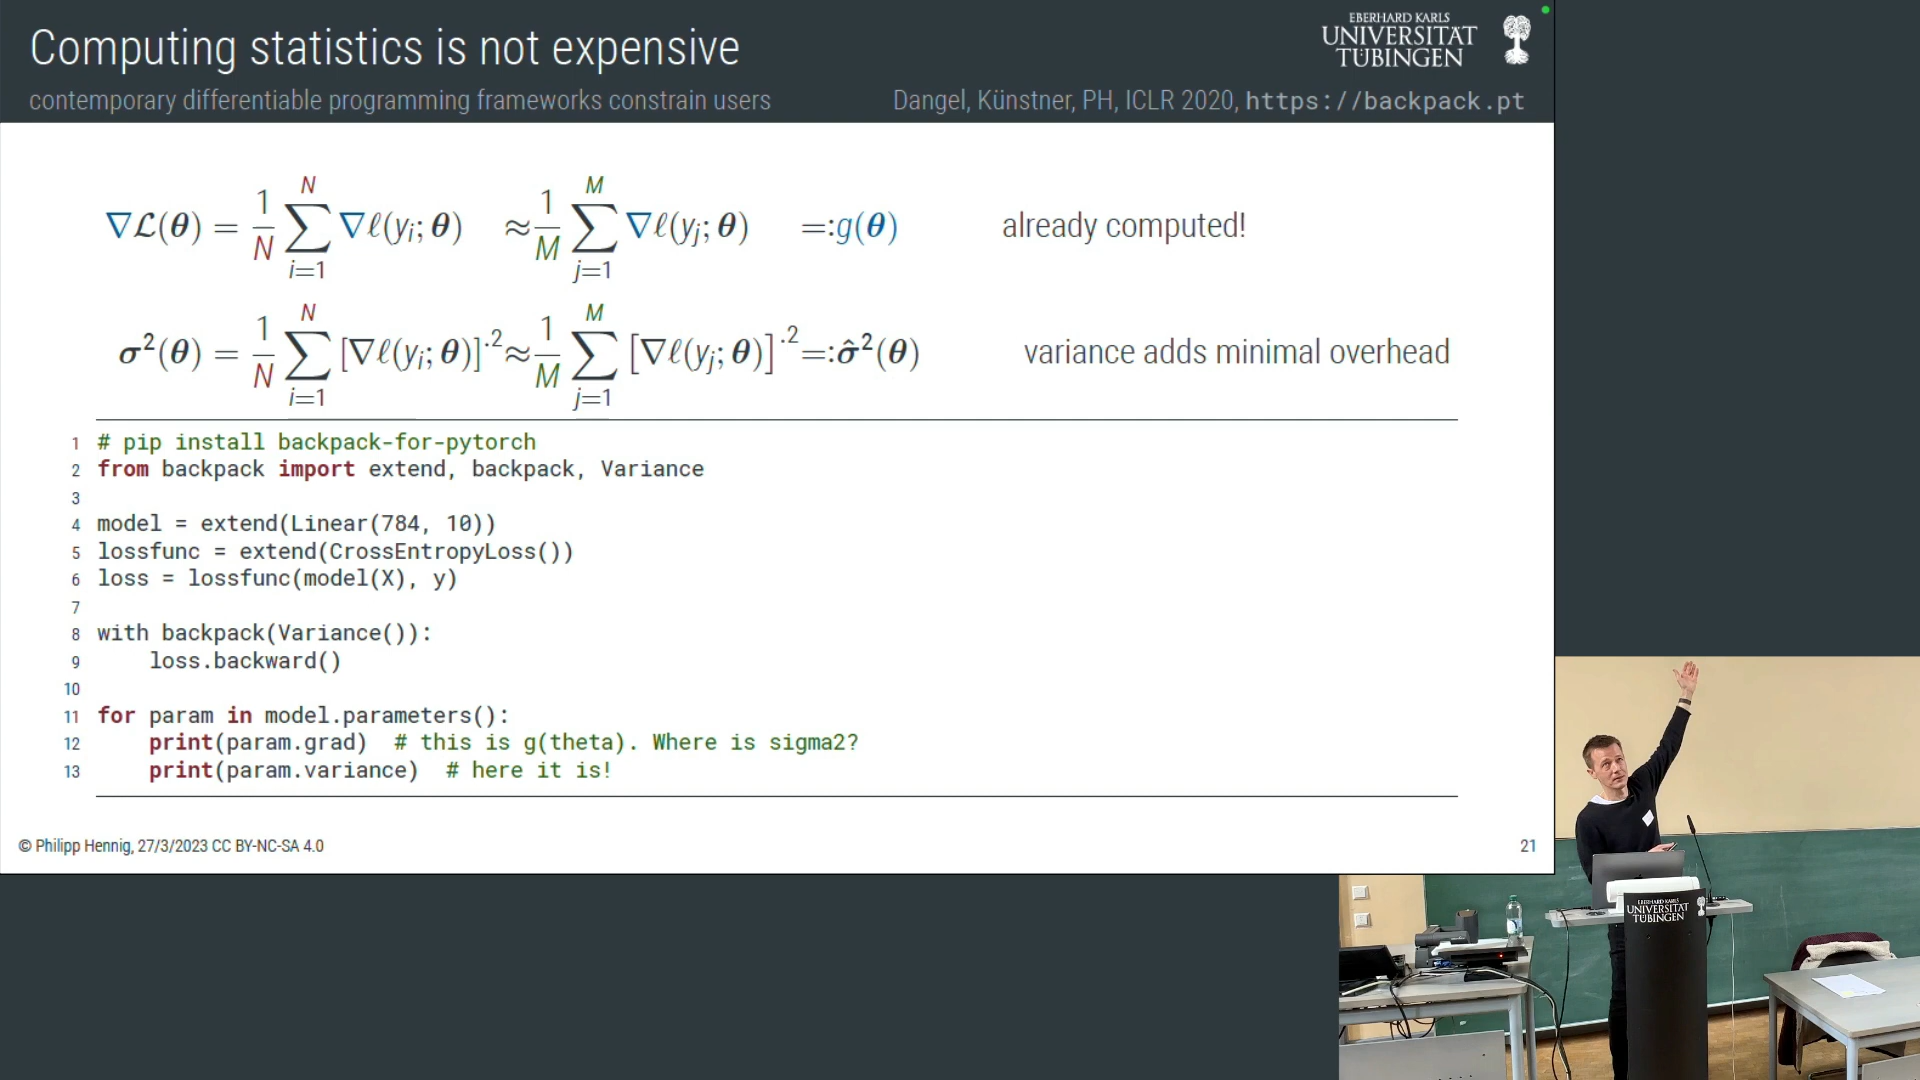 Computing statistics is not expensive
contemporary differentiable programming frameworks constrain users
Dangel, Künstner, PH, ICLR 2020, https://backpack.pt
EBERHARD KARLS
UNIVERSITÄT
TÜBINGEN
∇ℒ(θ) = 1/N ∑_{i=1}^{N} ∇ℓ(y_i; θ) ≈ 1/M ∑_{j=1}^{M} ∇ℓ(y_j; θ) =: g(θ) already computed!
σ²(θ) = 1/N ∑_{i=1}^{N} [∇ℓ(y_i; θ)]^{.2} ≈ 1/M ∑_{j=1}^{M} [∇ℓ(y_j; θ)]^{.2} =: σ̂²(θ) variance adds minimal overhead
1 # pip install backpack-for-pytorch
2 from backpack import extend, backpack, Variance
3
4 model = extend(Linear(784, 10))
5 lossfunc = extend(CrossEntropyLoss())
6 loss = lossfunc(model(X), y)
7
8 with backpack(Variance()):
9     loss.backward()
10
11 for param in model.parameters():
12     print(param.grad)  # this is g(theta). Where is sigma2?
13     print(param.variance)  # here it is!
© Philipp Hennig, 27/3/2023 CC BY-NC-SA 4.0
21
EBERHARD KARLS
UNIVERSITÄT
TÜBINGEN